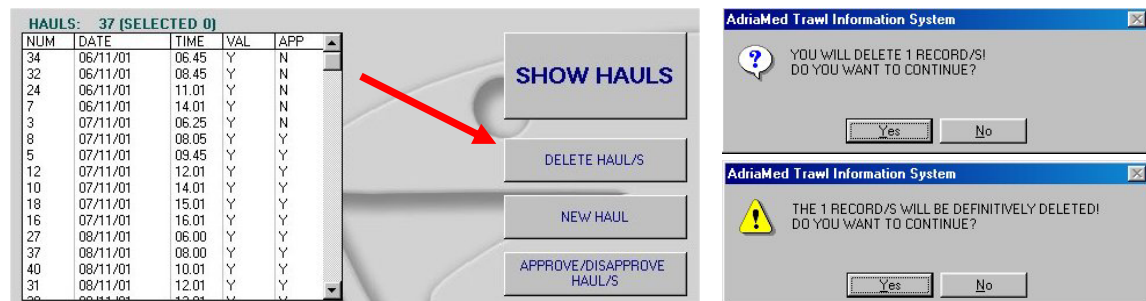 HAULS: 37 (SELECTED 0)
NUM DATE TIME VAL APP
34 06/11/01 06.45 Y N
32 06/11/01 08.45 Y N
24 06/11/01 11.01 Y N
7 06/11/01 14.01 Y N
3 07/11/01 06.25 Y N
8 07/11/01 08.05 Y Y
5 07/11/01 09.45 Y Y
12 07/11/01 12.01 Y Y
10 07/11/01 14.01 Y Y
18 07/11/01 15.01 Y Y
16 07/11/01 16.01 Y Y
27 08/11/01 06.00 Y Y
37 08/11/01 08.00 Y Y
40 08/11/01 10.01 Y Y
31 08/11/01 12.01 Y Y
SHOW HAULS
DELETE HAUL/S
NEW HAUL
APPROVE/DISAPPROVE
HAUL/S
AdriaMed Trawl Information System
YOU WILL DELETE 1 RECORD/S!
DO YOU WANT TO CONTINUE?
Yes No
AdriaMed Trawl Information System
THE 1 RECORD/S WILL BE DEFINITIVELY DELETED!
DO YOU WANT TO CONTINUE?
Yes No